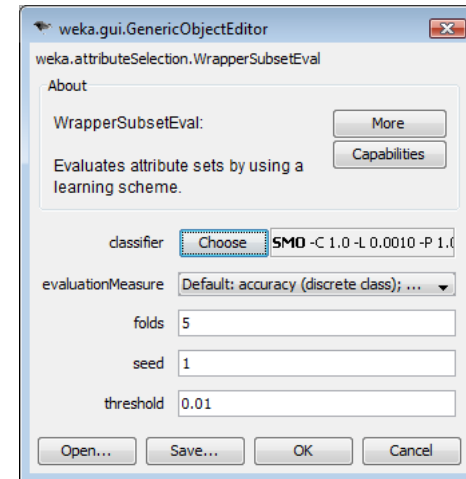 weka.gui.GenericObjectEditor
weka.attributeSelection.WrapperSubsetEval
About
WrapperSubsetEval:
More
Capabilities
Evaluates attribute sets by using a
learning scheme.
classifier Choose SMO -C 1.0 -L 0.0010 -P 1.0
evaluationMeasure Default: accuracy (discrete class); ...
folds 5
seed 1
threshold 0.01
Open... Save... OK Cancel